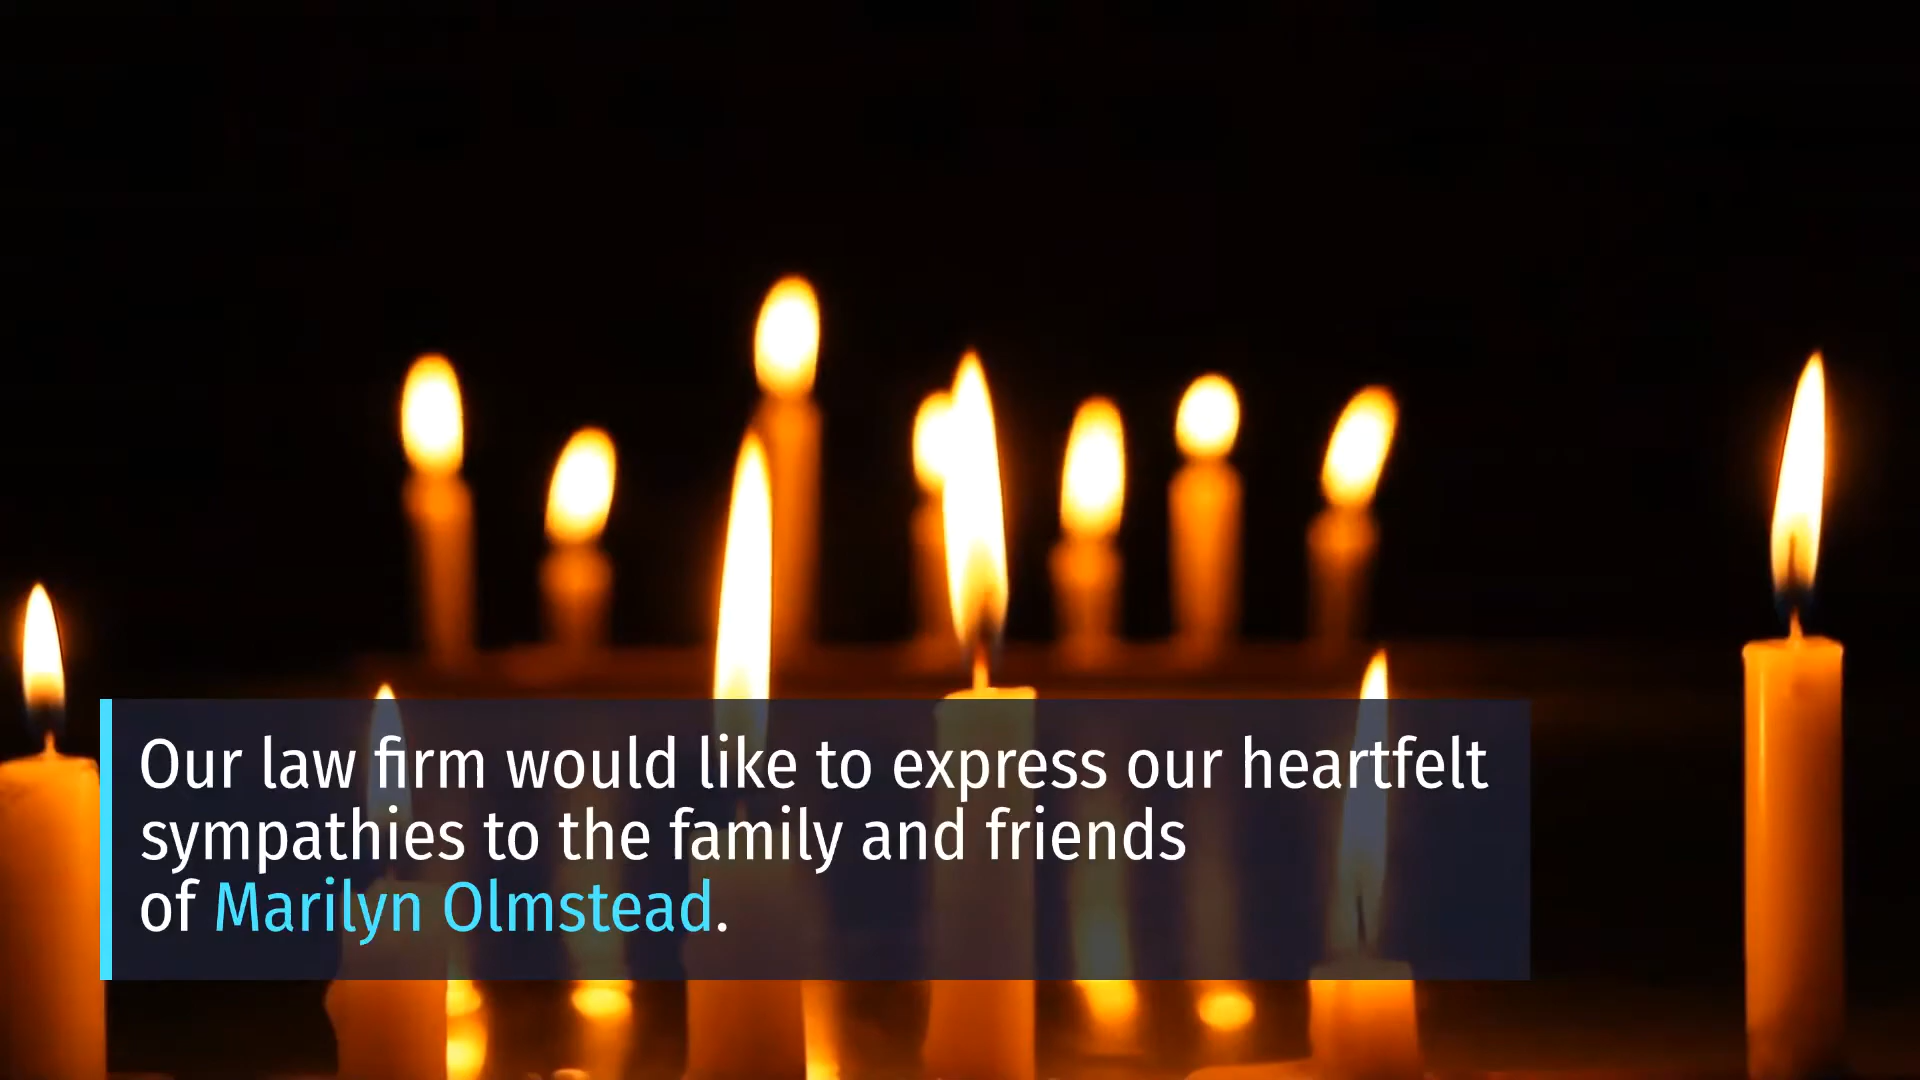 Our law firm would like to express our heartfelt
sympathies to the family and friends
of Marilyn Olmstead.